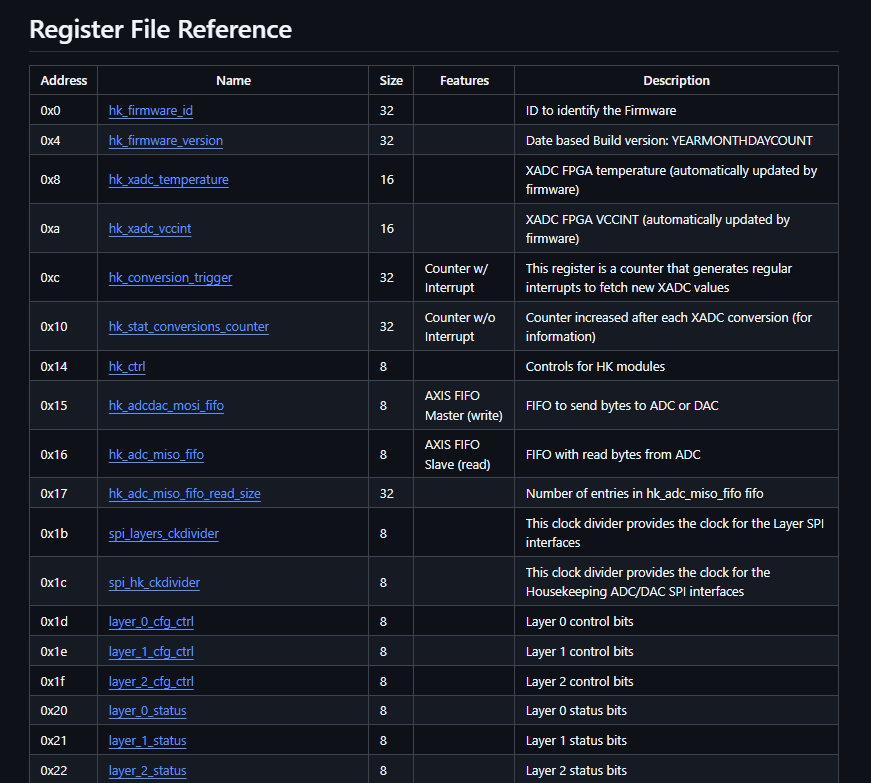 Register File Reference
Address Name Size Features Description
0x0 hk_firmware_id 32 ID to identify the Firmware
0x4 hk_firmware_version 32 Date based Build version: YEARMONTHDAYCOUNT
0x8 hk_xadc_temperature 16 XADC FPGA temperature (automatically updated by
firmware)
0xa hk_xadc_vccint 16 XADC FPGA VCCINT (automatically updated by
firmware)
0xc hk_conversion_trigger 32 Counter w/
Interrupt This register is a counter that generates regular
interrupts to fetch new XADC values
0x10 hk_stat_conversions_counter 32 Counter w/o
Interrupt Counter increased after each XADC conversion (for
information)
0x14 hk_ctrl 8 Controls for HK modules
0x15 hk_adcdac_mosi_fifo 8 AXIS FIFO
Master (write) FIFO to send bytes to ADC or DAC
0x16 hk_adc_miso_fifo 8 AXIS FIFO
Slave (read) FIFO with read bytes from ADC
0x17 hk_adc_miso_fifo_read_size 32 Number of entries in hk_adc_miso_fifo fifo
0x1b spi_layers_ckdivider 8 This clock divider provides the clock for the Layer SPI
interfaces
0x1c spi_hk_ckdivider 8 This clock divider provides the clock for the
Housekeeping ADC/DAC SPI interfaces
0x1d layer_0_cfg_ctrl 8 Layer 0 control bits
0x1e layer_1_cfg_ctrl 8 Layer 1 control bits
0x1f layer_2_cfg_ctrl 8 Layer 2 control bits
0x20 layer_0_status 8 Layer 0 status bits
0x21 layer_1_status 8 Layer 1 status bits
0x22 layer_2_status 8 Layer 2 status bits